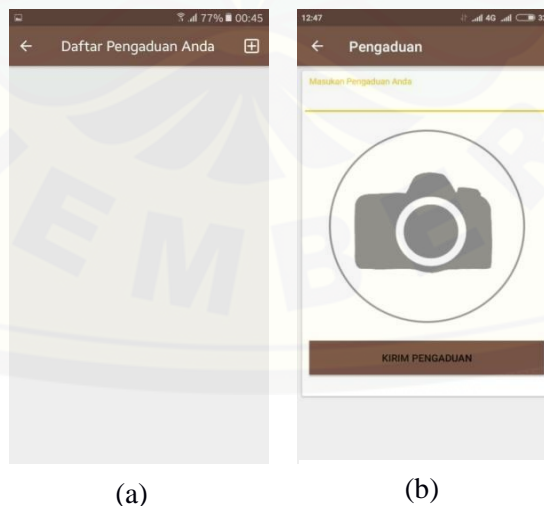 77% 00:45
Daftar Pengaduan Anda
12:47
4G
Pengaduan
Masukan Pengaduan Anda
KIRIM PENGADUAN
(a)
(b)